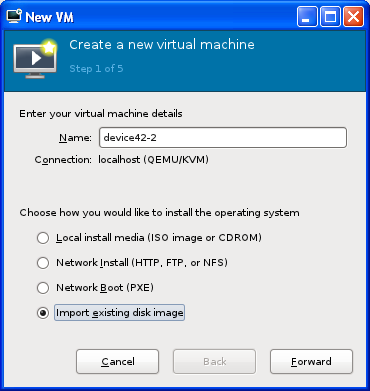 New VM
Create a new virtual machine
Step 1 of 5
Enter your virtual machine details
Name: device42-2
Connection: localhost (QEMU/KVM)
Choose how you would like to install the operating system
Local install media (ISO image or CDROM)
Network Install (HTTP, FTP, or NFS)
Network Boot (PXE)
Import existing disk image
Cancel Back Forward